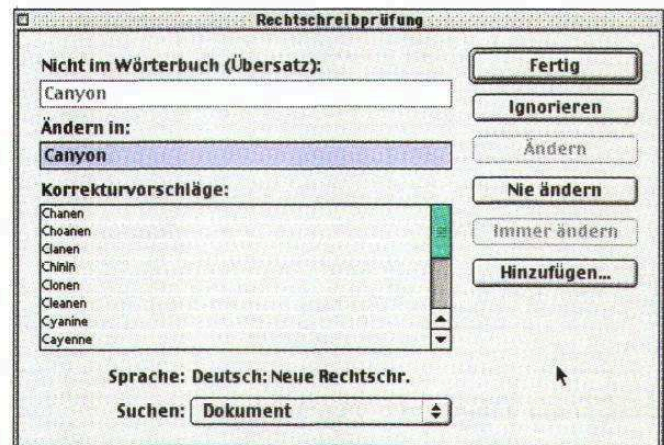 Rechtschreibprüfung
Nicht im Wörterbuch (Übersatz):
Canyon
Ändern in:
Canyon
Korrekturvorschläge:
Chanen
Choanen
Clanen
Chinin
Clonen
Cleanen
Cyanine
Cayenne
Sprache: Deutsch: Neue Rechtschr.
Suchen: Dokument
Fertig
Ignorieren
Ändern
Nie ändern
Immer ändern
Hinzufügen...